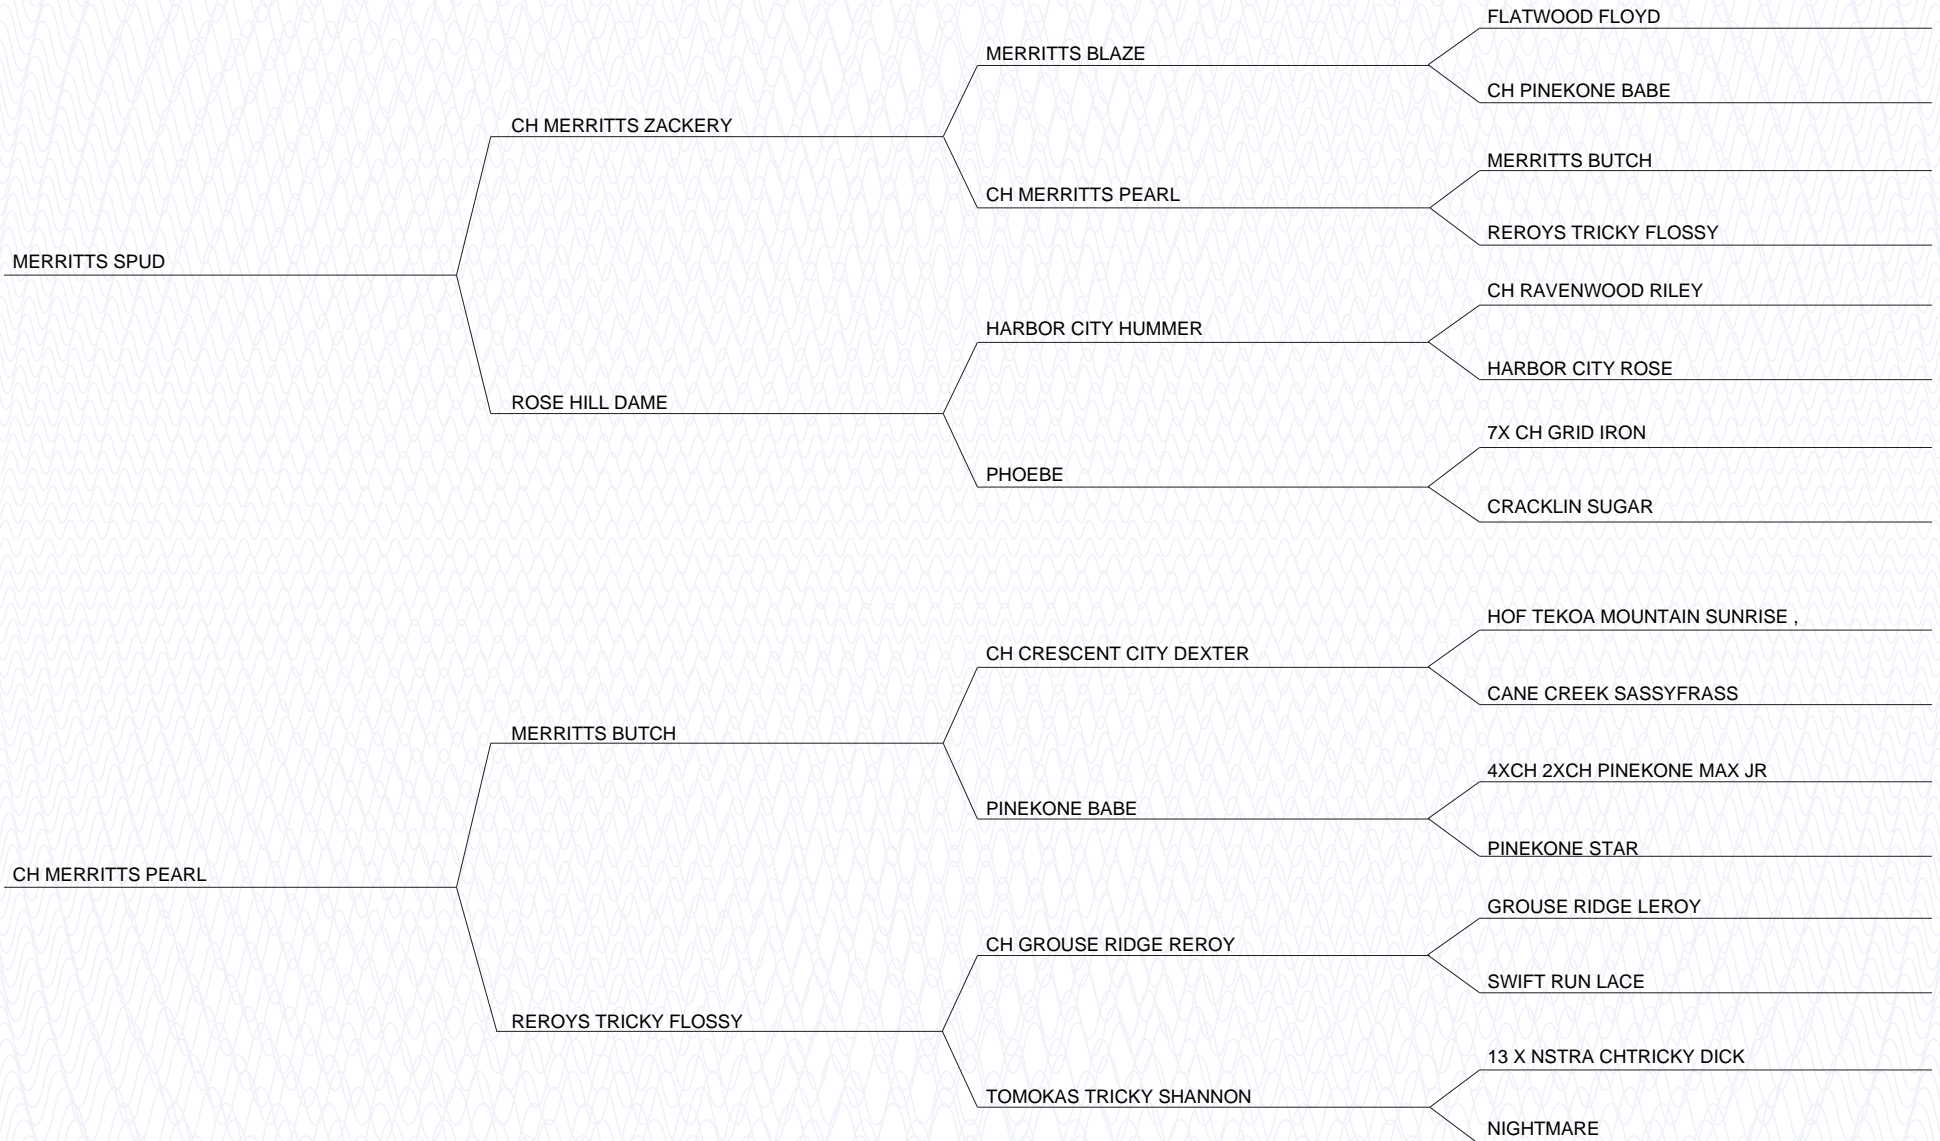 FLATWOOD FLOYD
MERRITTS BLAZE
CH PINEKONE BABE
CH MERRITTS ZACKERY
MERRITTS BUTCH
CH MERRITTS PEARL
REROYS TRICKY FLOSSY
MERRITTS SPUD
CH RAVENWOOD RILEY
HARBOR CITY HUMMER
HARBOR CITY ROSE
ROSE HILL DAME
7X CH GRID IRON
PHOEBE
CRACKLIN SUGAR
HOF TEKOA MOUNTAIN SUNRISE ,
CH CRESCENT CITY DEXTER
CANE CREEK SASSYFRASS
MERRITTS BUTCH
4XCH 2XCH PINEKONE MAX JR
PINEKONE BABE
PINEKONE STAR
CH MERRITTS PEARL
GROUSE RIDGE LEROY
CH GROUSE RIDGE REROY
SWIFT RUN LACE
REROYS TRICKY FLOSSY
13 X NSTRA CHTRICKY DICK
TOMOKAS TRICKY SHANNON
NIGHTMARE